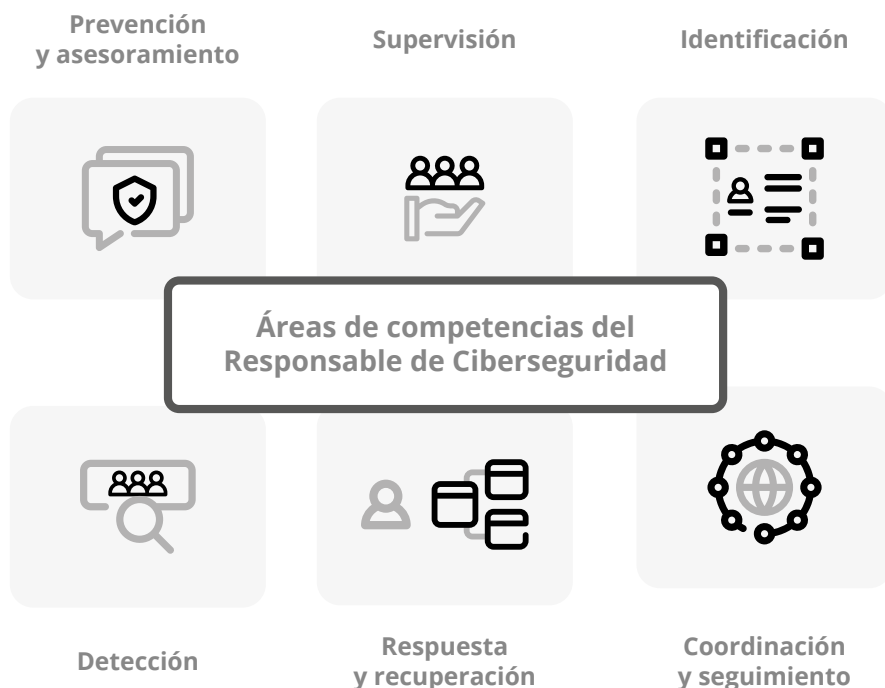 Prevención
y asesoramiento
Supervisión
Identificación
Áreas de competencias del
Responsable de Ciberseguridad
Detección
Respuesta
y recuperación
Coordinación
y seguimiento